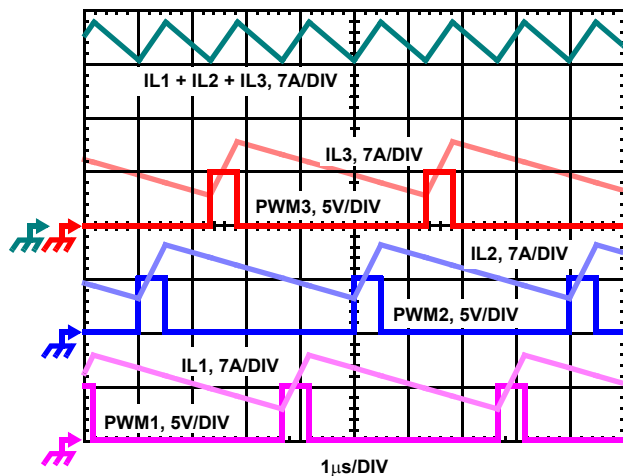 IL1 + IL2 + IL3, 7A/DIV
IL3, 7A/DIV
PWM3, 5V/DIV
IL2, 7A/DIV
PWM2, 5V/DIV
IL1, 7A/DIV
PWM1, 5V/DIV
1μs/DIV